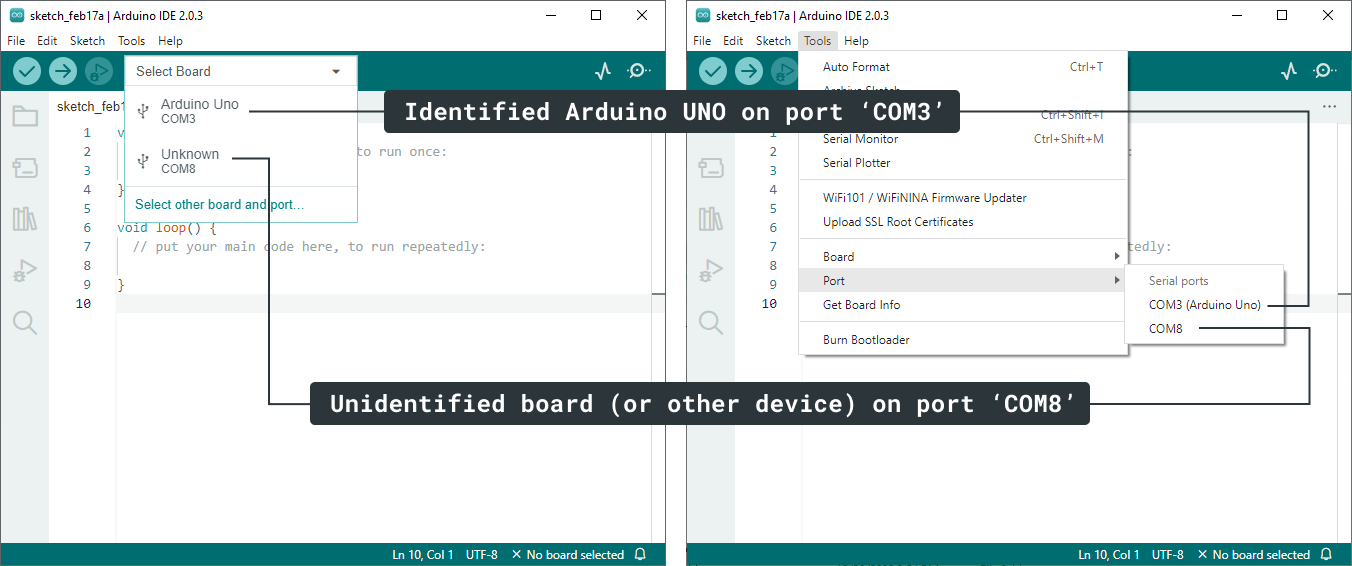 sketch_feb17a | Arduino IDE 2.0.3
File Edit Sketch Tools Help
Select Board
Arduino Uno
COM3
Unknown
COM8
Select other board and port…
sketch_feb1
1 v
2 to run once:
3
4 }
5
6 void loop() {
7 // put your main code here, to run repeatedly:
8
9 }
10
Ln 10, Col 1 UTF-8 × No board selected
Identified Arduino UNO on port ‘COM3’
Unidentified board (or other device) on port ‘COM8’
sketch_feb17a | Arduino IDE 2.0.3
File Edit Sketch Tools Help
Auto Format Ctrl+T
Archive Sketch
Ctrl+Shift+I
Serial Monitor Ctrl+Shift+M
Serial Plotter
WiFi101 / WiFiNINA Firmware Updater
Upload SSL Root Certificates
Board
Port
Get Board Info
Burn Bootloader
Serial ports
COM3 (Arduino Uno)
COM8
1
2 :
3
4
5
6
7 tedly:
8
9
10
Ln 10, Col 1 UTF-8 × No board selected